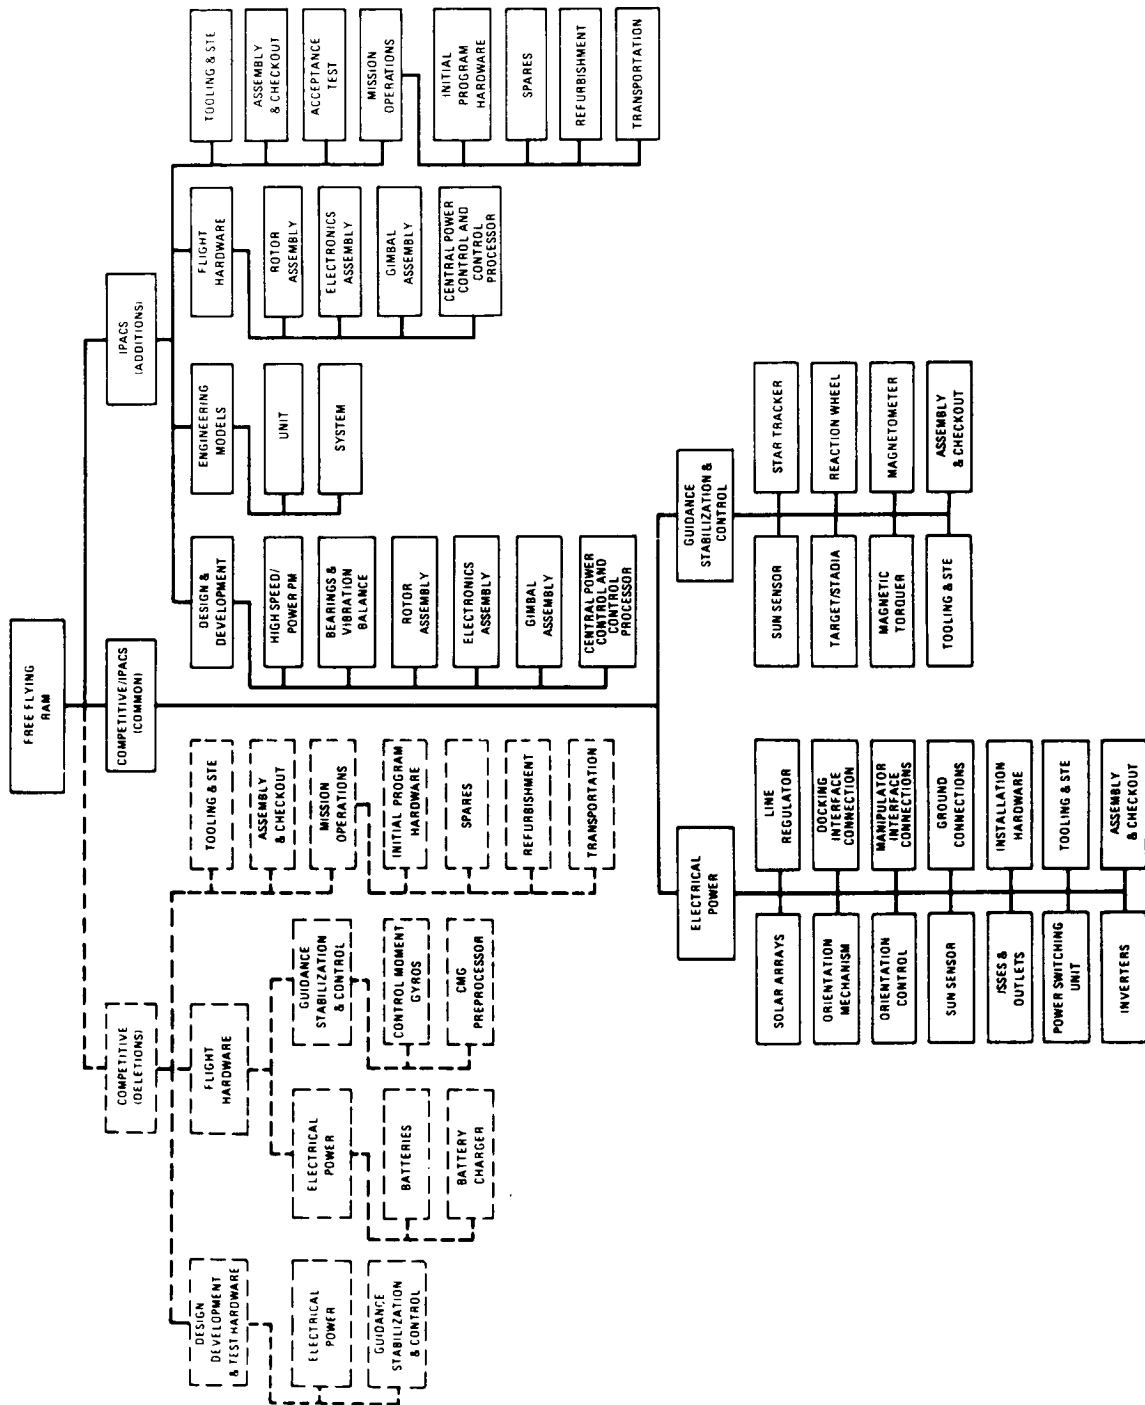 FREE FLYING
RAM
COMPETITIVE
(DELETIONS)
COMPETITIVE/IPACS
(COMMON)
IPACS
(ADDITIONS)
DESIGN
DEVELOPMENT
& TEST HARDWARE
ELECTRICAL
POWER
GUIDANCE
STABILIZATION
& CONTROL
FLIGHT
HARDWARE
ELECTRICAL
POWER
BATTERIES
BATTERY
CHARGER
GUIDANCE
STABILIZATION
& CONTROL
CONTROL MOMENT
GYROS
CMG
PREPROCESSOR
TOOLING & STE
ASSEMBLY
& CHECKOUT
MISSION
OPERATIONS
INITIAL PROGRAM
HARDWARE
SPARES
REFURBISHMENT
TRANSPORTATION
DESIGN &
DEVELOPMENT
HIGH SPEED/
POWER PM
BEARINGS &
VIBRATION
BALANCE
ROTOR
ASSEMBLY
ELECTRONICS
ASSEMBLY
GIMBAL
ASSEMBLY
CENTRAL POWER
CONTROL AND
CONTROL
PROCESSOR
ENGINEERING
MODELS
UNIT
SYSTEM
FLIGHT
HARDWARE
ROTOR
ASSEMBLY
ELECTRONICS
ASSEMBLY
GIMBAL
ASSEMBLY
CENTRAL POWER
CONTROL AND
CONTROL
PROCESSOR
TOOLING & STE
ASSEMBLY
& CHECKOUT
ACCEPTANCE
TEST
MISSION
OPERATIONS
INITIAL
PROGRAM
HARDWARE
SPARES
REFURBISHMENT
TRANSPORTATION
ELECTRICAL
POWER
SOLAR ARRAYS
LINE
REGULATOR
ORIENTATION
MECHANISM
DOCKING
INTERFACE
CONNECTION
ORIENTATION
CONTROL
MANIPULATOR
INTERFACE
CONNECTIONS
SUN SENSOR
GROUND
CONNECTIONS
ISSES &
OUTLETS
INSTALLATION
HARDWARE
POWER SWITCHING
UNIT
TOOLING & STE
INVERTERS
ASSEMBLY
& CHECKOUT
GUIDANCE
STABILIZATION &
CONTROL
SUN SENSOR
STAR TRACKER
TARGET/STADIA
REACTION WHEEL
MAGNETIC
TORQUER
MAGNETOMETER
TOOLING & STE
ASSEMBLY
& CHECKOUT